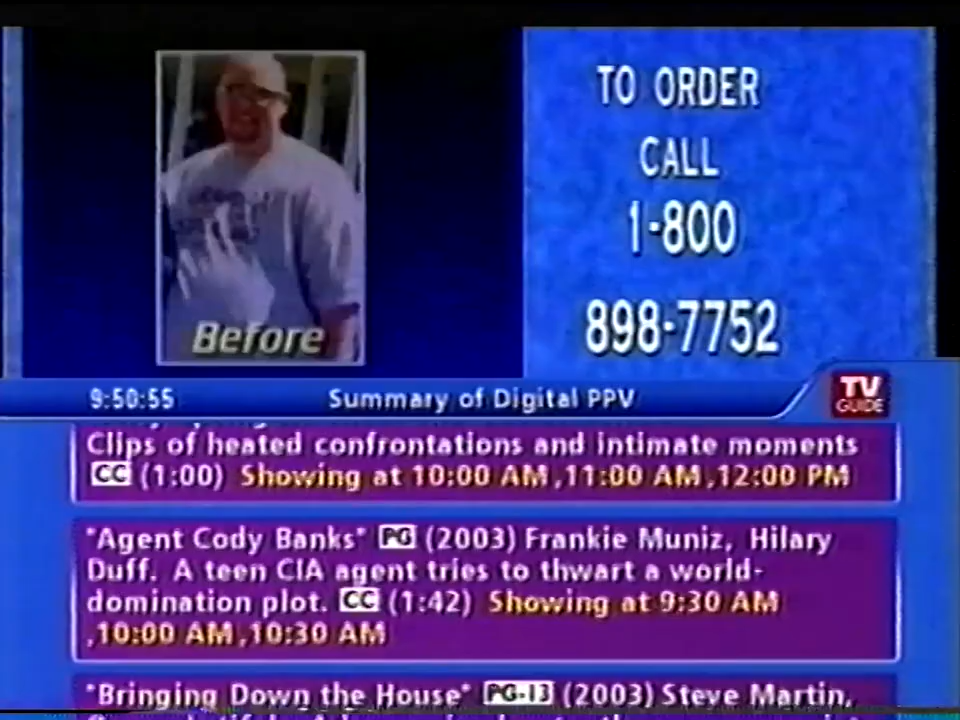 TO ORDER
CALL
1-800
898-7752
Before
9:50:55
Summary of Digital PPV
TV
GUIDE
Clips of heated confrontations and intimate moments
CC (1:00) Showing at 10:00 AM ,11:00 AM ,12:00 PM
"Agent Cody Banks" PG (2003) Frankie Muniz, Hilary
Duff. A teen CIA agent tries to thwart a world-
domination plot. CC (1:42) Showing at 9:30 AM
,10:00 AM ,10:30 AM
"Bringing Down the House" PG-13 (2003) Steve Martin,